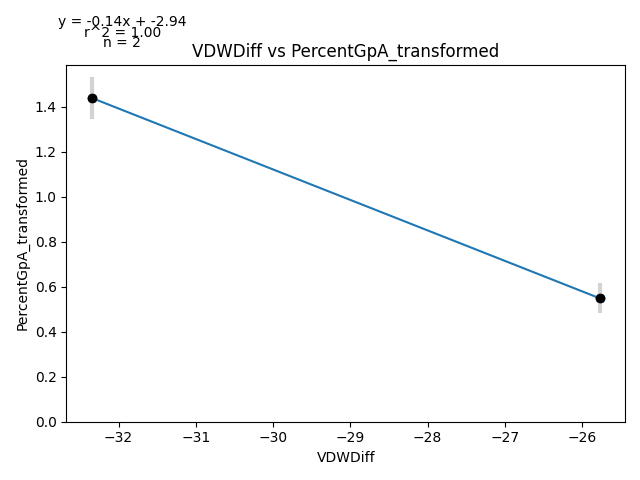 y = -0.14x + -2.94
r^2 = 1.00
n = 2
VDWDiff vs PercentGpA_transformed
PercentGpA_transformed
1.4
1.2
1.0
0.8
0.6
0.4
0.2
0.0
−32 −31 −30 −29 −28 −27 −26
VDWDiff